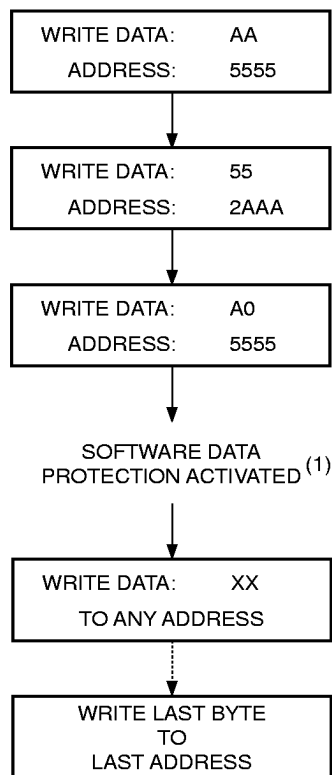 WRITE DATA: AA
ADDRESS: 5555
WRITE DATA: 55
ADDRESS: 2AAA
WRITE DATA: A0
ADDRESS: 5555
SOFTWARE DATA
PROTECTION ACTIVATED (1)
WRITE DATA: XX
TO ANY ADDRESS
WRITE LAST BYTE
TO
LAST ADDRESS